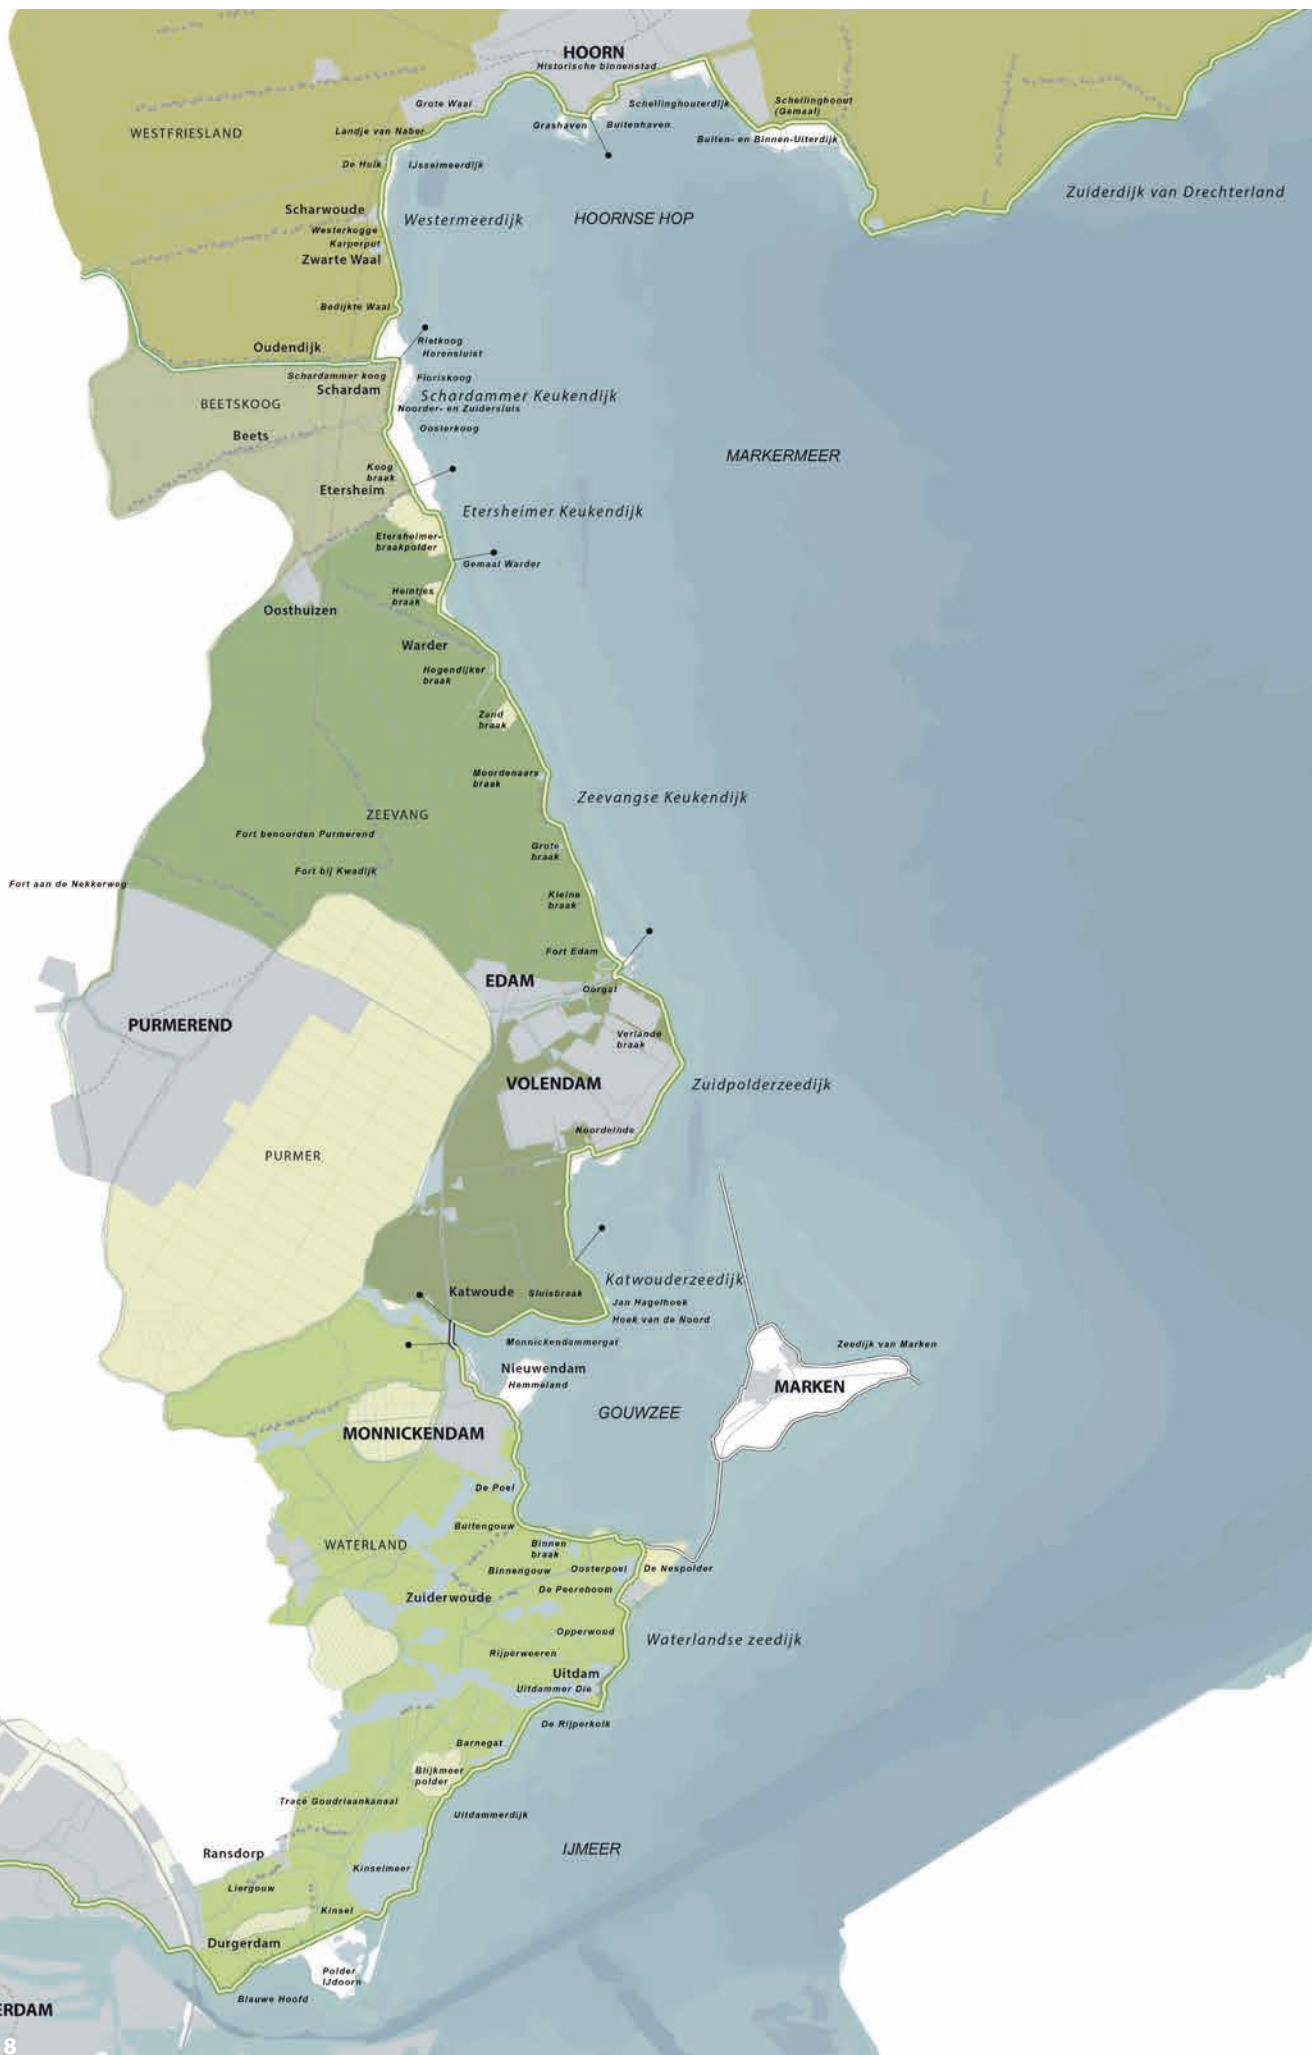 HOORN
Historische binnenstad
Grote Waal
Schellinghouterdijk
Schellinghoout
(Gemaal)
Landje van Naber
Grashaven
Buitenhaven
WESTFRIESLAND
Buiten- en Binnen-Uiterdijk
De Hulk
IJsselmeerdijk
Zuiderdijk van Drechterland
Scharwoude
Westermeerdijk
HOORNSE HOP
Westerkogge
Karperput
Zwarte Waal
Bedijkte Waal
Rietkoog
Horensluist
Oudendijk
Schardammer koog
Floriskoog
Schardam
Schardammer Keukendijk
BEETSKOOG
Noorder- en Zuidersluis
Oosterkoog
Beets
MARKERMEER
Koog
braak
Etersheim
Etersheimer Keukendijk
Etersheimer-
braakpolder
Gemaal Warder
Heintjes
braak
Oosthuizen
Warder
Hogendijker
braak
Zand
braak
Moordenaars
braak
Zeevangse Keukendijk
ZEEVANG
Fort benoorden Purmerend
Grote
braak
Fort bij Kwadijk
Fort aan de Nekkerweg
Kleine
braak
Fort Edam
EDAM
Oorgat
PURMEREND
Verlande
braak
VOLENDAM
Zuidpolderzeedijk
Noordeinde
PURMER
Katwouderzeedijk
Katwoude
Sluisbraak
Jan Hagelhoek
Hoek van de Noord
Monnickendammergat
Zeedijk van Marken
Nieuwendam
Hemmeland
MARKEN
GOUWZEE
MONNICKENDAM
De Poel
Buitengouw
WATERLAND
Binnen
braak
Binnengouw
Oosterpoel
De Nespolder
De Peereboom
Zuiderwoude
Opperwoud
Waterlandse zeedijk
Rijperweeren
Uitdam
Uitdammer Die
De Rijperkolk
Barnegat
Blijkmeer
polder
Tracé Goudriaankanaal
Uitdammerdijk
Ransdorp
IJMEER
Kinselmeer
Liergouw
Kinsel
Durgerdam
Polder
IJdoorn
Blauwe Hoofd
ERDAM
8